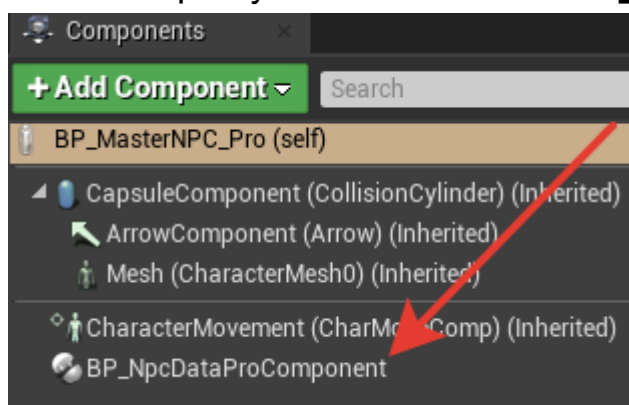 Components
+ Add Component
Search
BP_MasterNPC_Pro (self)
CapsuleComponent (CollisionCylinder) (Inherited)
ArrowComponent (Arrow) (Inherited)
Mesh (CharacterMesh0) (Inherited)
CharacterMovement (CharMoveComp) (Inherited)
BP_NpcDataProComponent